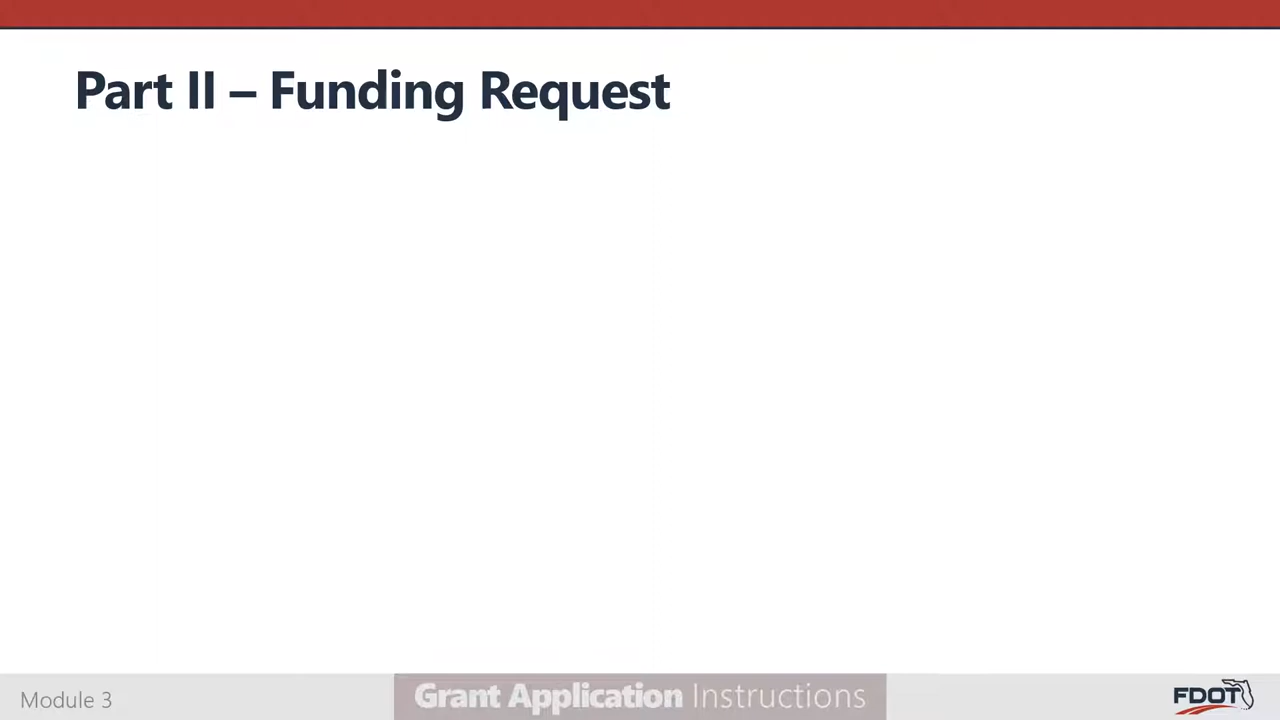 Part II – Funding Request
Module 3
Grant Application Instructions
FDOT